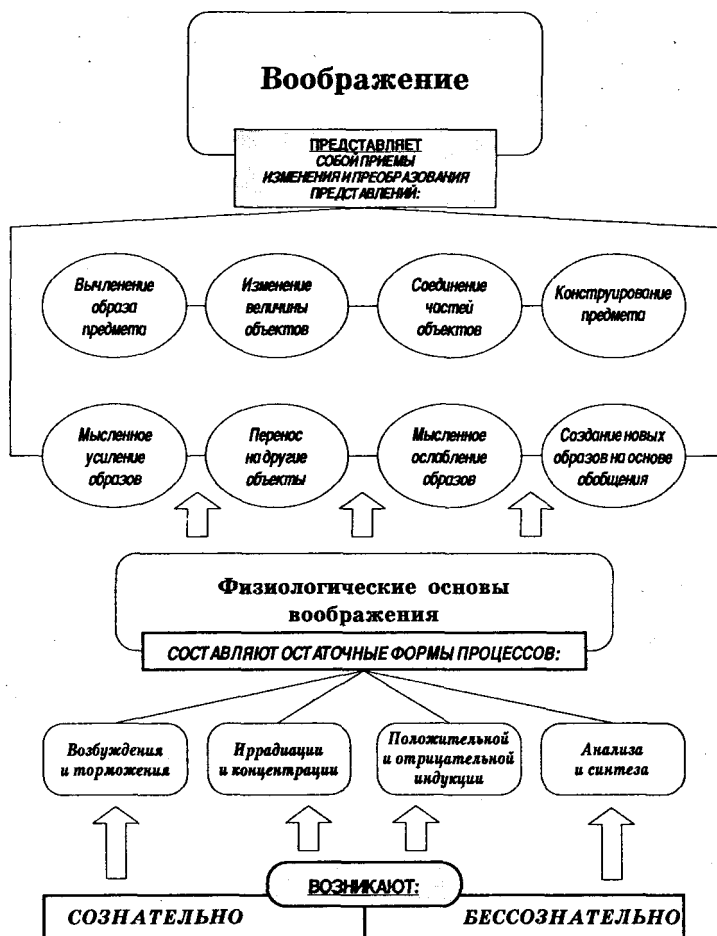 Воображение
ПРЕДСТАВЛЯЕТ
СОБОЙ ПРИЕМЫ
ИЗМЕНЕНИЯ И ПРЕОБРАЗОВАНИЯ
ПРЕДСТАВЛЕНИЙ:
Вычленение
образа
предмета
Изменение
величины
объектов
Соединение
частей
объектов
Конструирование
предмета
Мысленное
усиление
образов
Перенос
на другие
объекты
Мысленное
ослабление
образов
Создание новых
образов на основе
обобщения
Физиологические основы
воображения
СОСТАВЛЯЮТ ОСТАТОЧНЫЕ ФОРМЫ ПРОЦЕССОВ:
Возбуждения
и торможения
Иррадиации
и концентрации
Положительной
и отрицательной
индукции
Анализа
и синтеза
ВОЗНИКАЮТ:
СОЗНАТЕЛЬНО
БЕССОЗНАТЕЛЬНО